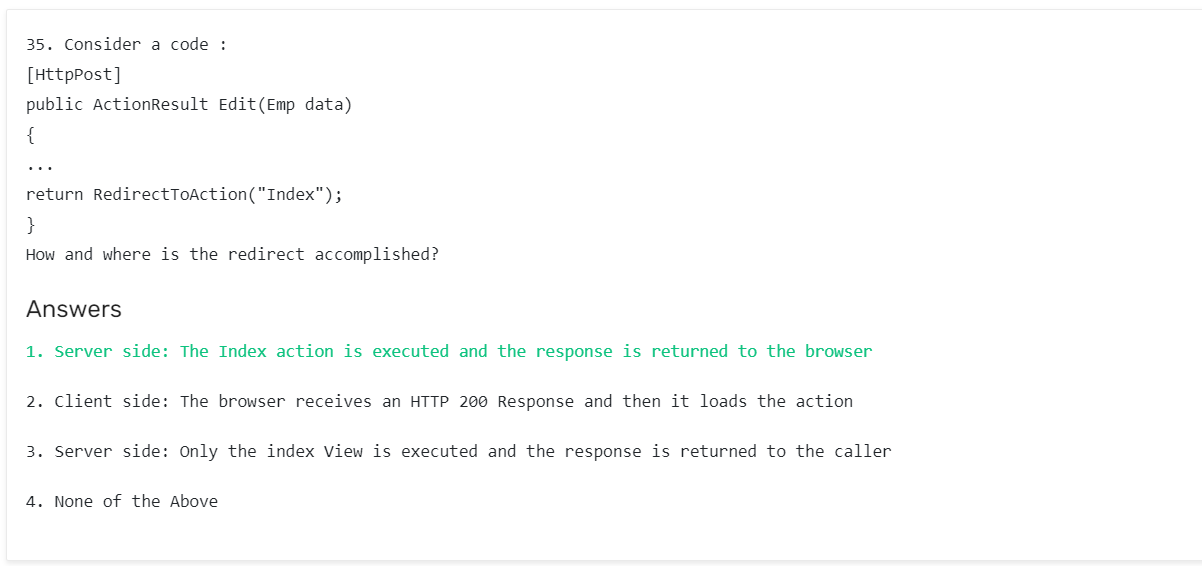 35. Consider a code :
[HttpPost]
public ActionResult Edit(Emp data)
{
...
return RedirectToAction("Index");
}
How and where is the redirect accomplished?
Answers
1. Server side: The Index action is executed and the response is returned to the browser
2. Client side: The browser receives an HTTP 200 Response and then it loads the action
3. Server side: Only the index View is executed and the response is returned to the caller
4. None of the Above